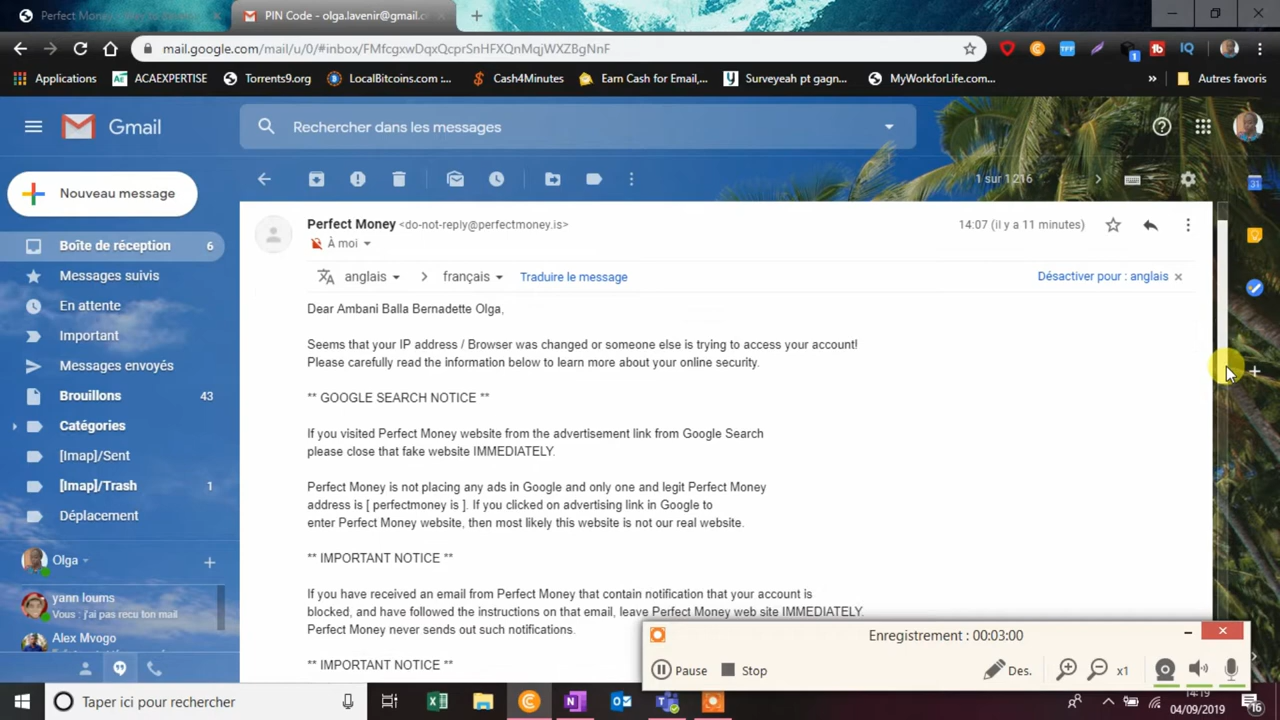 Perfect Money
PIN Code - olga.lavenir@gmail.c
mail.google.com/mail/u/0/#inbox/FMfcgxwDqxQcprSnHFXQnMqjWXZBgNnF
Applications ACAEXPERTISE Torrents9.org LocalBitcoins.com :... Cash4Minutes Earn Cash for Email,... Surveyeah pt gagn... MyWorkforLife.com... » Autres favoris
Gmail
Rechercher dans les messages
Nouveau message
1 sur 1 216
Boîte de réception 6
Messages suivis
En attente
Important
Messages envoyés
Brouillons 43
Catégories
[Imap]/Sent
[Imap]/Trash 1
Déplacement
Olga
yann loums
Vous : j'ai pas recu ton mail
Alex Mvogo
Perfect Money <do-not-reply@perfectmoney.is>
14:07 (il y a 11 minutes)
À moi
anglais > français Traduire le message
Désactiver pour : anglais ×
Dear Ambani Balla Bernadette Olga,
Seems that your IP address / Browser was changed or someone else is trying to access your account!
Please carefully read the information below to learn more about your online security.
** GOOGLE SEARCH NOTICE **
If you visited Perfect Money website from the advertisement link from Google Search
please close that fake website IMMEDIATELY.
Perfect Money is not placing any ads in Google and only one and legit Perfect Money
address is [ perfectmoney is ]. If you clicked on advertising link in Google to
enter Perfect Money website, then most likely this website is not our real website.
** IMPORTANT NOTICE **
If you have received an email from Perfect Money that contain notification that your account is
blocked, and have followed the instructions on that email, leave Perfect Money web site IMMEDIATELY.
Perfect Money never sends out such notifications.
** IMPORTANT NOTICE **
Enregistrement : 00:03:00
Pause Stop Des. x1
Taper ici pour rechercher
14:19
04/09/2019
16